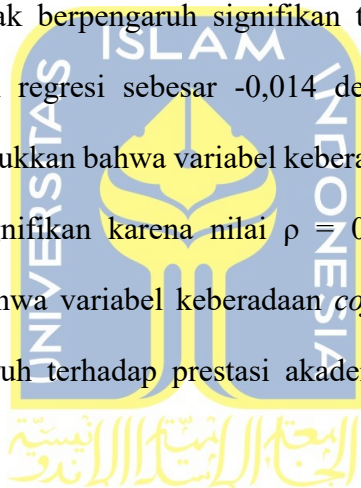 ak berpengaruh signifikan t
ISLAM
regresi sebesar -0,014 de
UNIVERSITAS
INDONESIA
ukkan bahwa variabel kebera
nifikan karena nilai ρ = 0
hwa variabel keberadaan co
uh terhadap prestasi akadem